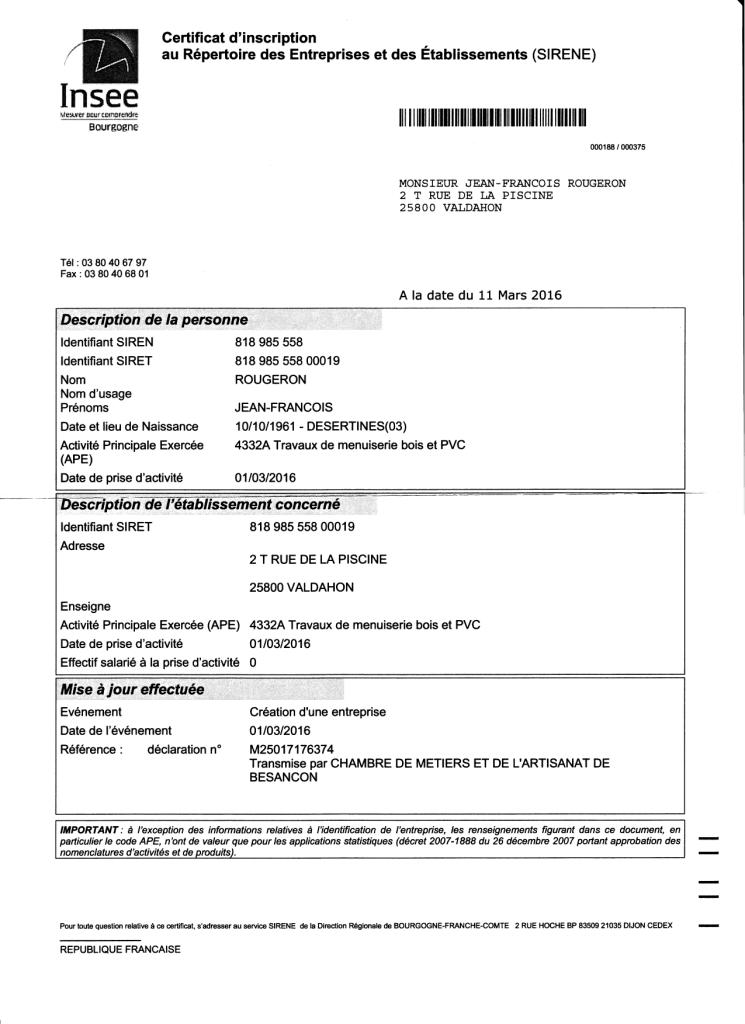 Certificat d'inscription
au Répertoire des Entreprises et des Établissements (SIRENE)
Insee
Mesurer pour comprendre
Bourgogne
000188 / 000375
MONSIEUR JEAN-FRANCOIS ROUGERON
2 T RUE DE LA PISCINE
25800 VALDAHON
Tél : 03 80 40 67 97
Fax : 03 80 40 68 01
A la date du 11 Mars 2016
Description de la personne
Identifiant SIREN 818 985 558
Identifiant SIRET 818 985 558 00019
Nom ROUGERON
Nom d'usage
Prénoms JEAN-FRANCOIS
Date et lieu de Naissance 10/10/1961 - DESERTINES(03)
Activité Principale Exercée 4332A Travaux de menuiserie bois et PVC
(APE)
Date de prise d'activité 01/03/2016
Description de l'établissement concerné
Identifiant SIRET 818 985 558 00019
Adresse
2 T RUE DE LA PISCINE
25800 VALDAHON
Enseigne
Activité Principale Exercée (APE) 4332A Travaux de menuiserie bois et PVC
Date de prise d'activité 01/03/2016
Effectif salarié à la prise d'activité 0
Mise à jour effectuée
Evénement Création d'une entreprise
Date de l'événement 01/03/2016
Référence : déclaration n° M25017176374
Transmise par CHAMBRE DE METIERS ET DE L'ARTISANAT DE
BESANCON
IMPORTANT : à l'exception des informations relatives à l'identification de l'entreprise, les renseignements figurant dans ce document, en
particulier le code APE, n'ont de valeur que pour les applications statistiques (décret 2007-1888 du 26 décembre 2007 portant approbation des
nomenclatures d'activités et de produits).
Pour toute question relative à ce certificat, s'adresser au service SIRENE de la Direction Régionale de BOURGOGNE-FRANCHE-COMTE 2 RUE HOCHE BP 83509 21035 DIJON CEDEX
REPUBLIQUE FRANCAISE